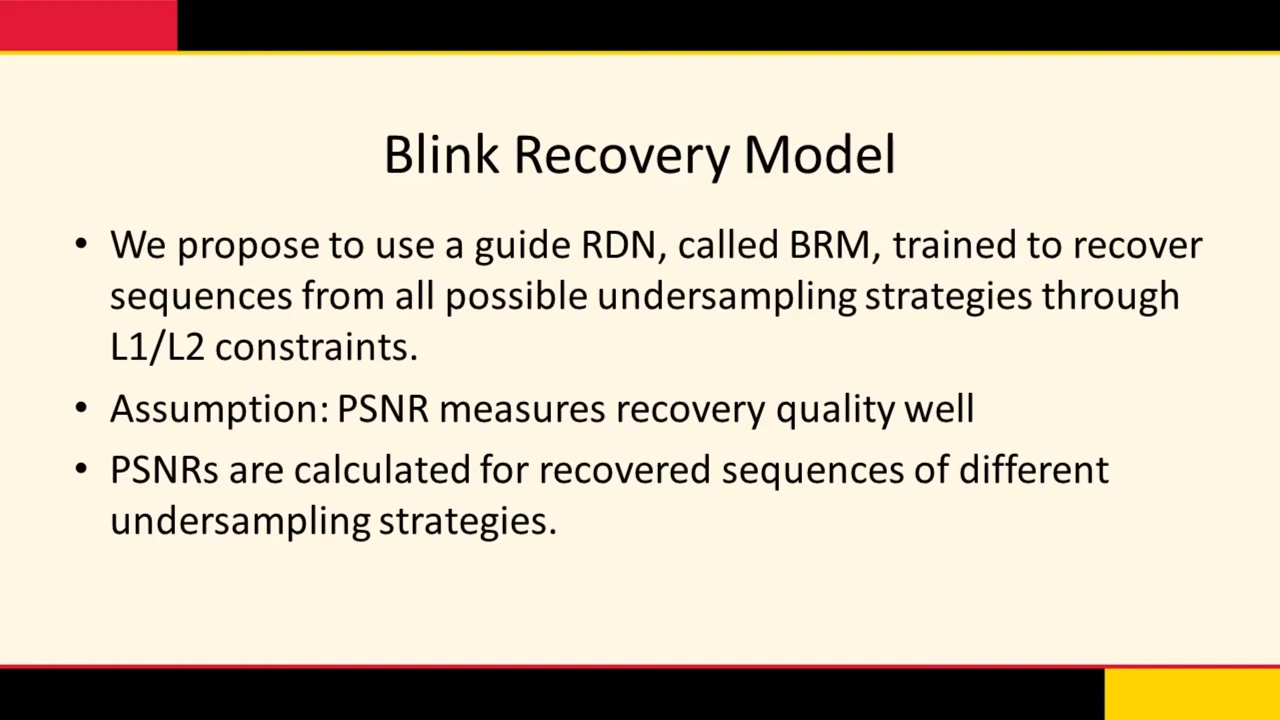 Blink Recovery Model
• We propose to use a guide RDN, called BRM, trained to recover
sequences from all possible undersampling strategies through
L1/L2 constraints.
• Assumption: PSNR measures recovery quality well
• PSNRs are calculated for recovered sequences of different
undersampling strategies.